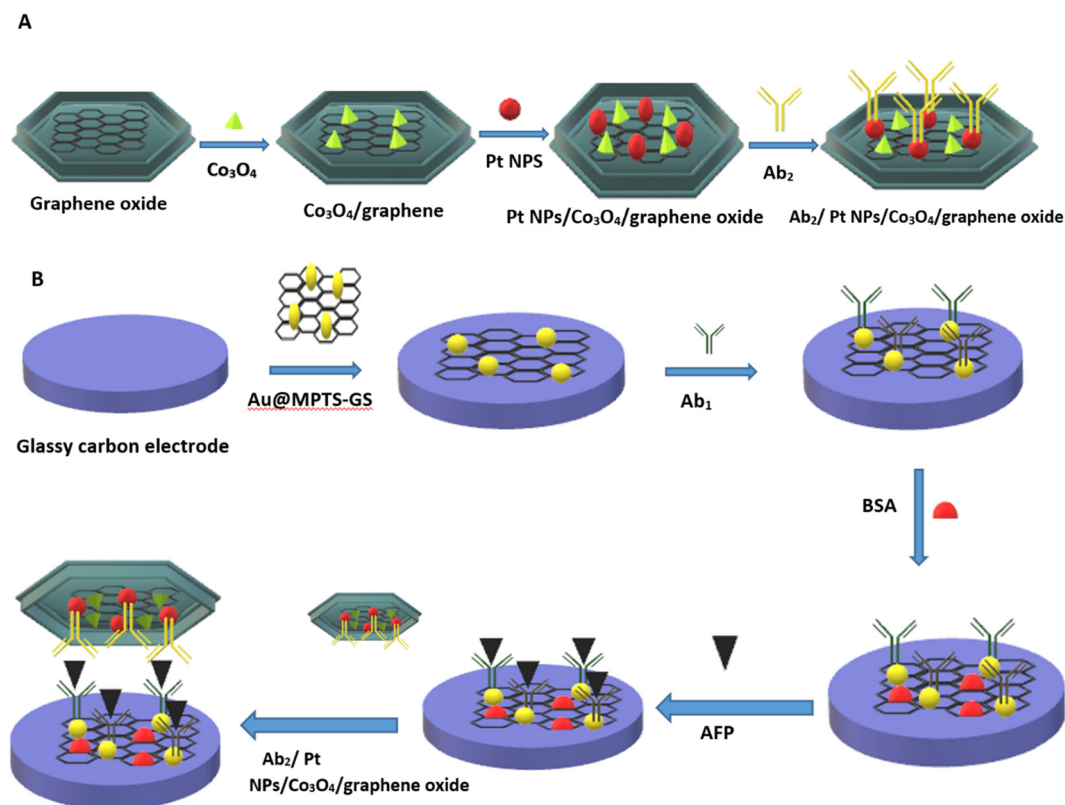 A
Co₃O₄
Pt NPS
Ab₂
Graphene oxide
Co₃O₄/graphene
Pt NPs/Co₃O₄/graphene oxide
Ab₂/ Pt NPs/Co₃O₄/graphene oxide
B
Au@MPTS-GS
Ab₁
Glassy carbon electrode
BSA
AFP
Ab₂/ Pt
NPs/Co₃O₄/graphene oxide